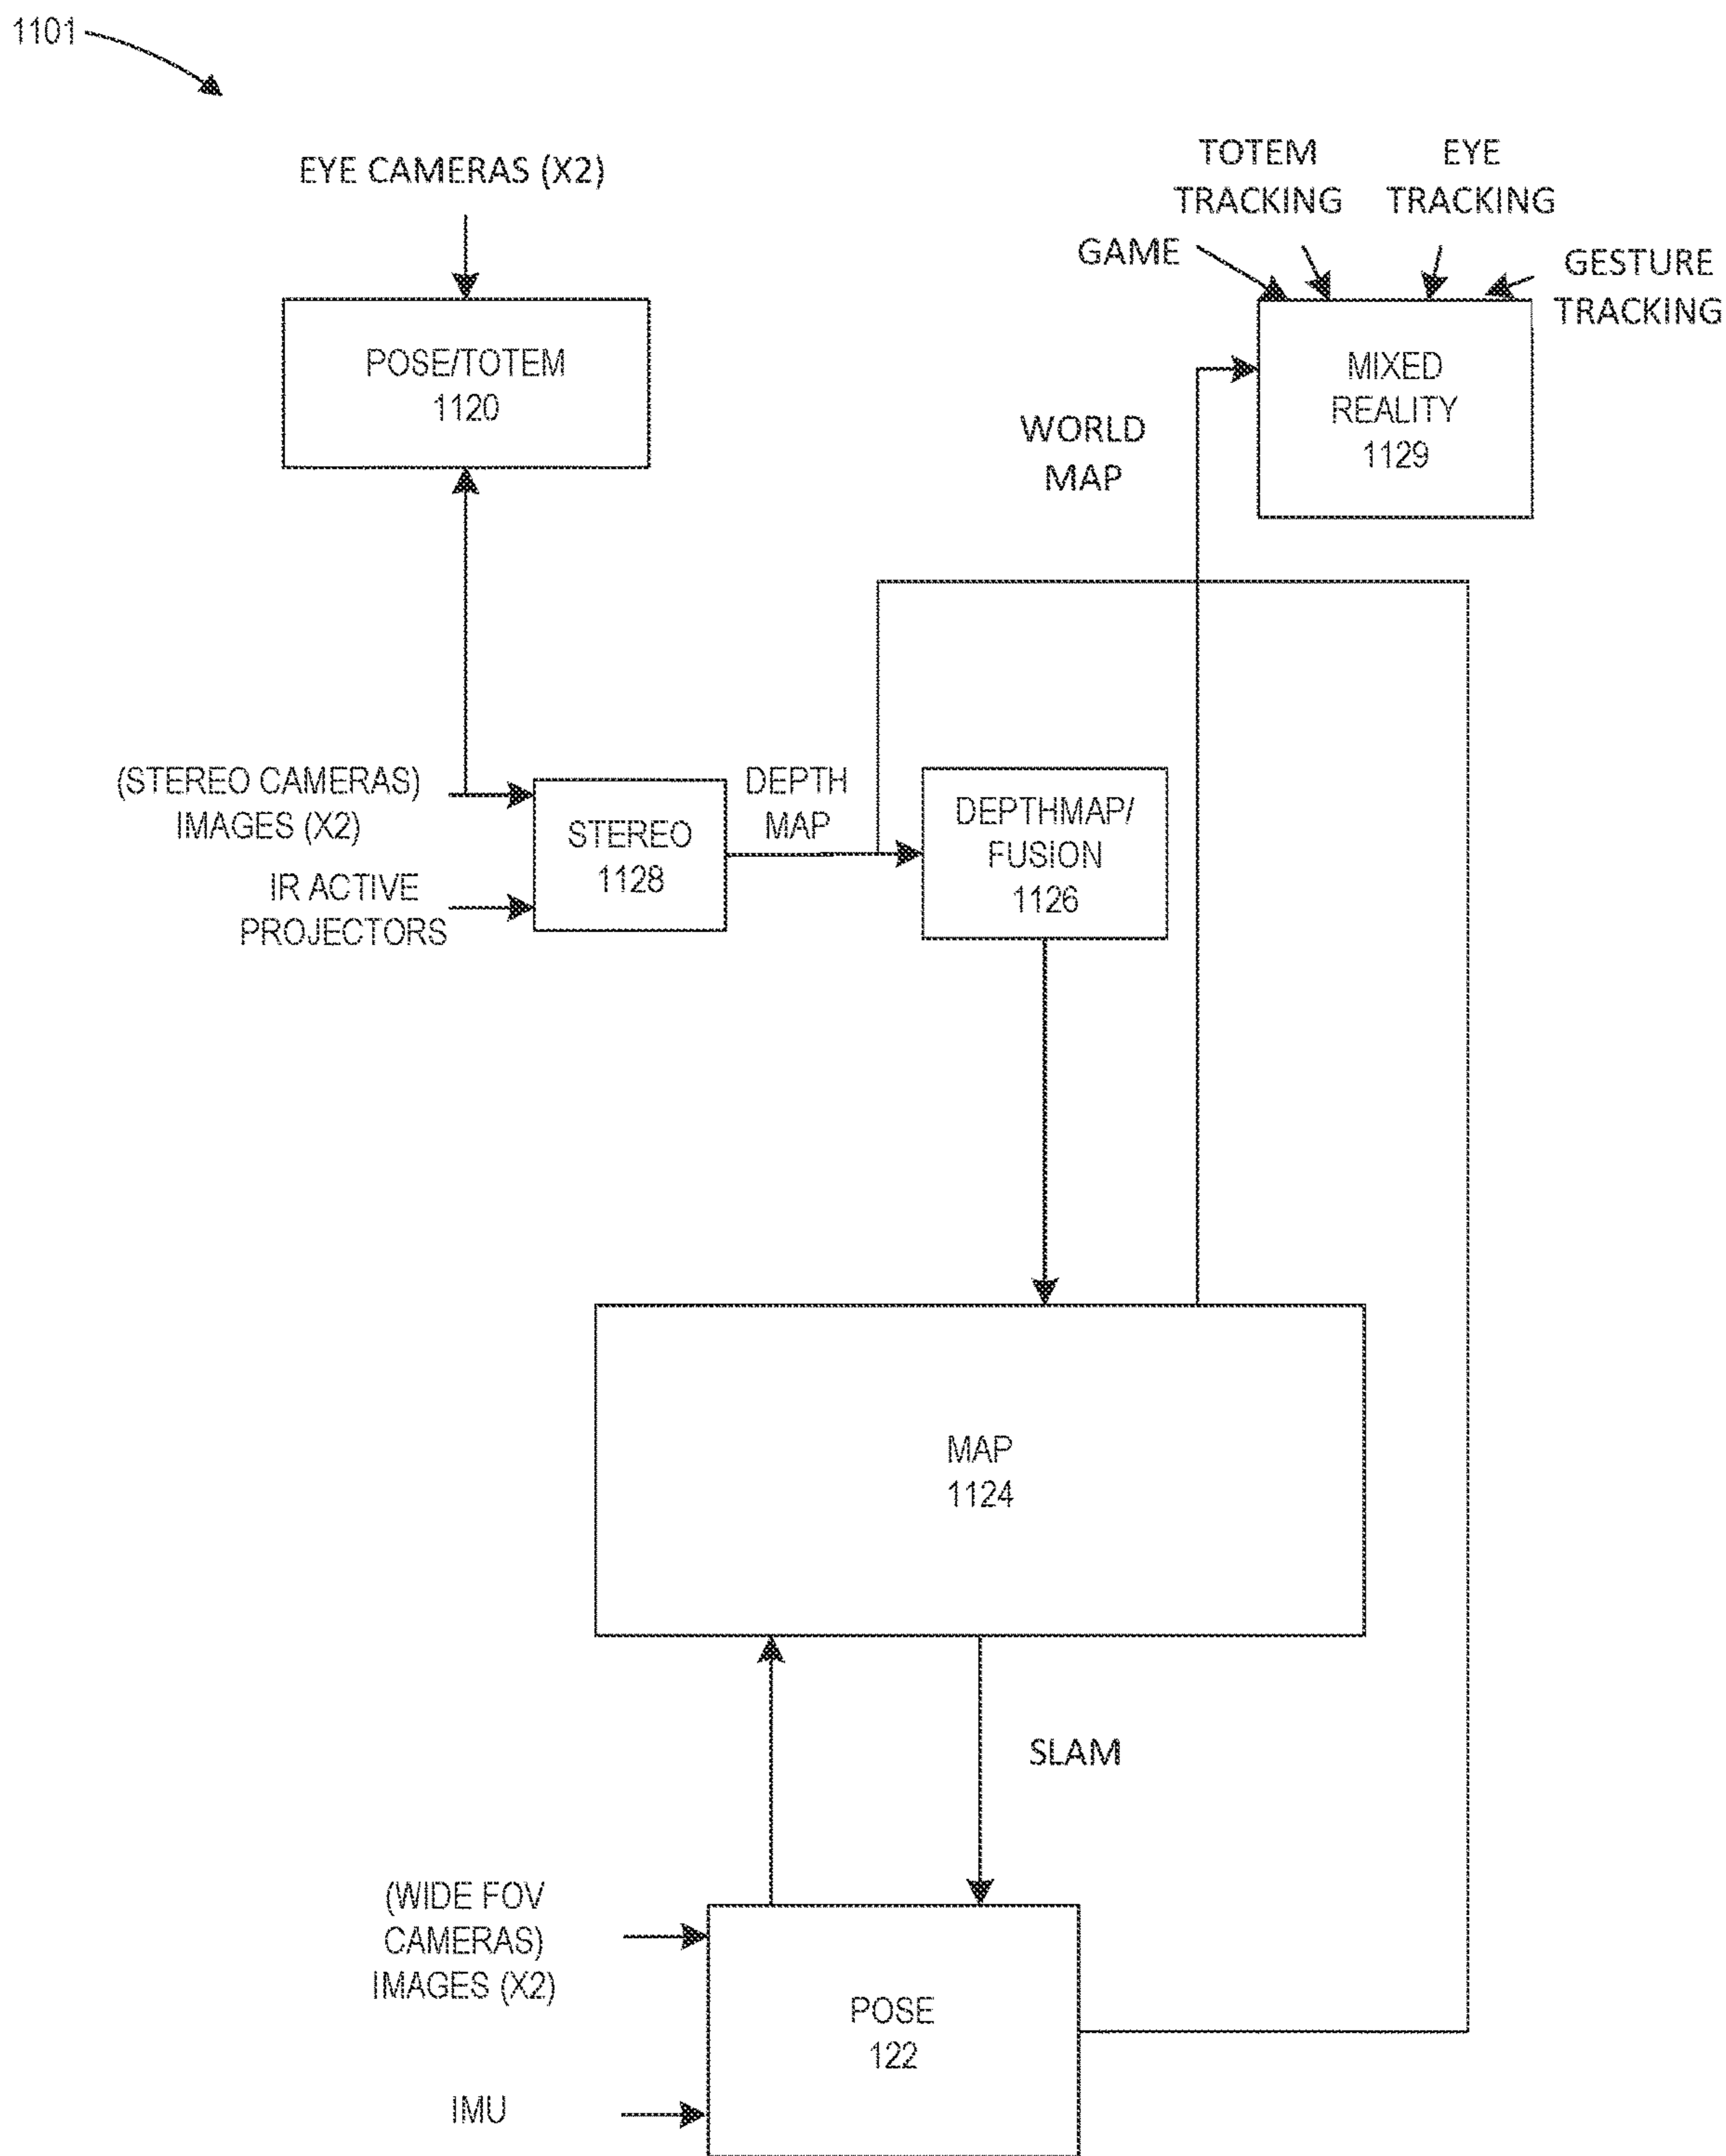 1101
EYE CAMERAS (X2)
POSE/TOTEM
1120
TOTEM
TRACKING
EYE
TRACKING
GAME
GESTURE
TRACKING
MIXED
REALITY
1129
WORLD
MAP
(STEREO CAMERAS)
IMAGES (X2)
IR ACTIVE
PROJECTORS
STEREO
1128
DEPTH
MAP
DEPTHMAP/
FUSION
1126
MAP
1124
SLAM
(WIDE FOV
CAMERAS)
IMAGES (X2)
IMU
POSE
122